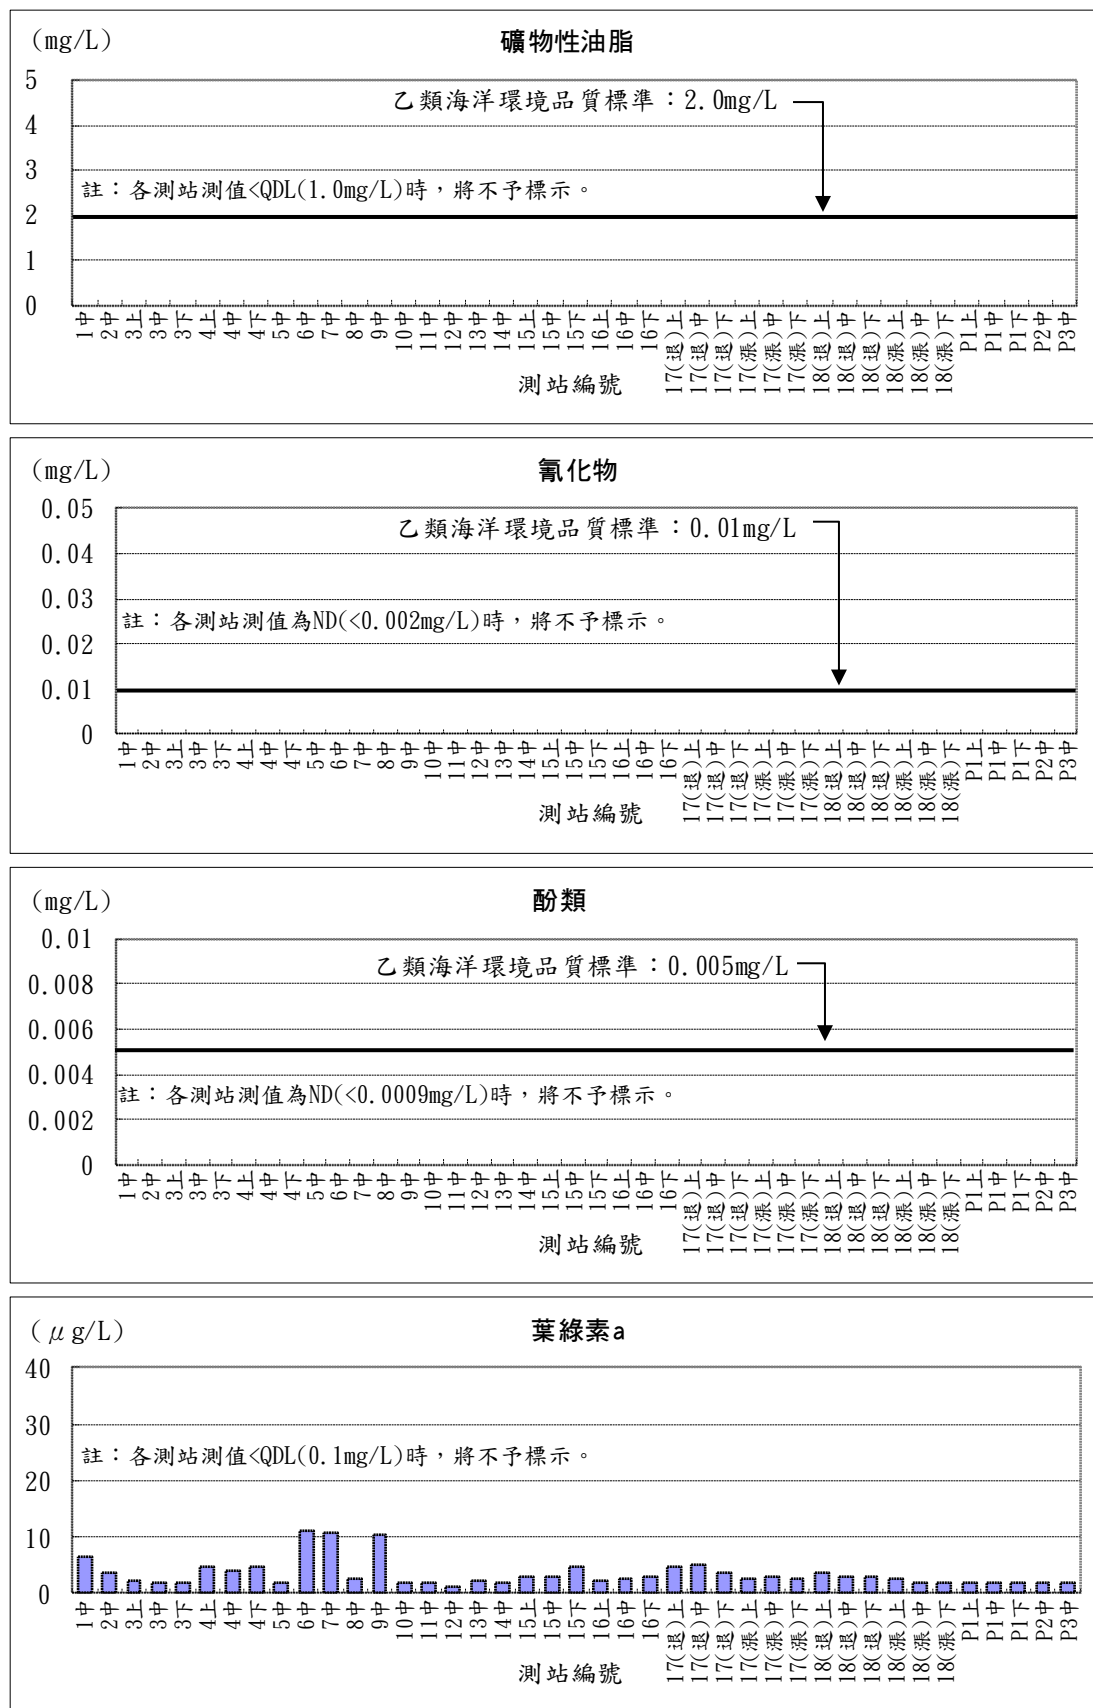 (mg/L)
礦物性油脂
5
乙類海洋環境品質標準：2.0mg/L
4
3
註：各測站測值<QDL(1.0mg/L)時，將不予標示。
2
1
0
1中 2中 3上 3中 3下 4上 4中 4下 5中 6中 7中 8中 9中 10中 11中 12中 13中 14中 15上 15中 15下 16上 16中 16下 17(退)上 17(退)中 17(退)下 17(漲)上 17(漲)中 17(漲)下 18(退)上 18(退)中 18(退)下 18(漲)上 18(漲)中 18(漲)下 P1上 P1中 P1下 P2中 P3中
測站編號
(mg/L)
氰化物
0.05
乙類海洋環境品質標準：0.01mg/L
0.04
0.03
註：各測站測值為ND(<0.002mg/L)時，將不予標示。
0.02
0.01
0
1中 2中 3上 3中 3下 4上 4中 4下 5中 6中 7中 8中 9中 10中 11中 12中 13中 14中 15上 15中 15下 16上 16中 16下 17(退)上 17(退)中 17(退)下 17(漲)上 17(漲)中 17(漲)下 18(退)上 18(退)中 18(退)下 18(漲)上 18(漲)中 18(漲)下 P1上 P1中 P1下 P2中 P3中
測站編號
(mg/L)
酚類
0.01
乙類海洋環境品質標準：0.005mg/L
0.008
0.006
0.004
註：各測站測值為ND(<0.0009mg/L)時，將不予標示。
0.002
0
1中 2中 3上 3中 3下 4上 4中 4下 5中 6中 7中 8中 9中 10中 11中 12中 13中 14中 15上 15中 15下 16上 16中 16下 17(退)上 17(退)中 17(退)下 17(漲)上 17(漲)中 17(漲)下 18(退)上 18(退)中 18(退)下 18(漲)上 18(漲)中 18(漲)下 P1上 P1中 P1下 P2中 P3中
測站編號
(μg/L)
葉綠素a
40
30
註：各測站測值<QDL(0.1mg/L)時，將不予標示。
20
10
0
1中 2中 3上 3中 3下 4上 4中 4下 5中 6中 7中 8中 9中 10中 11中 12中 13中 14中 15上 15中 15下 16上 16中 16下 17(退)上 17(退)中 17(退)下 17(漲)上 17(漲)中 17(漲)下 18(退)上 18(退)中 18(退)下 18(漲)上 18(漲)中 18(漲)下 P1上 P1中 P1下 P2中 P3中
測站編號